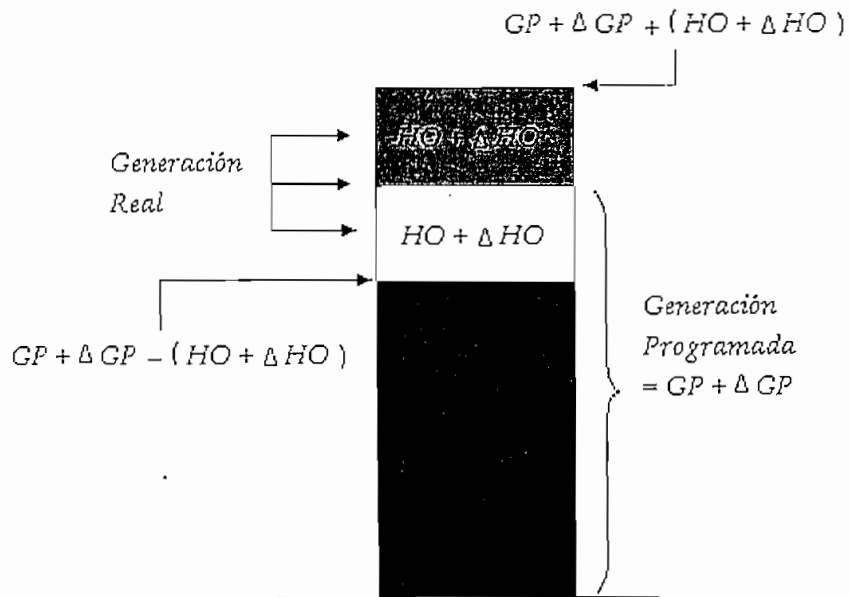 GP + Δ GP + ( HO + Δ HO )
HO + Δ HO
Generación
Real
HO + Δ HO
GP + Δ GP – ( HO + Δ HO )
Generación
Programada
= GP + Δ GP